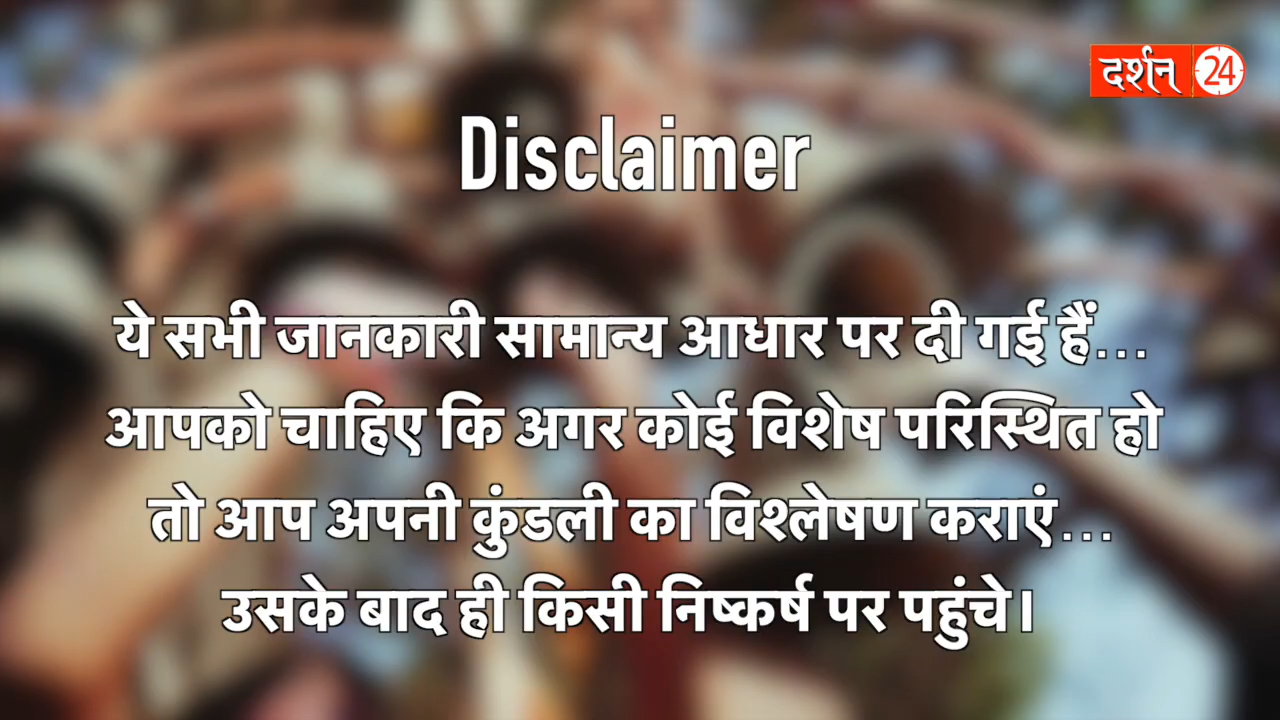 दर्शन 24
Disclaimer
ये सभी जानकारी सामान्य आधार पर दी गई हैं...
आपको चाहिए कि अगर कोई विशेष परिस्थित हो
तो आप अपनी कुंडली का विश्लेषण कराएं...
उसके बाद ही किसी निष्कर्ष पर पहुंचे।